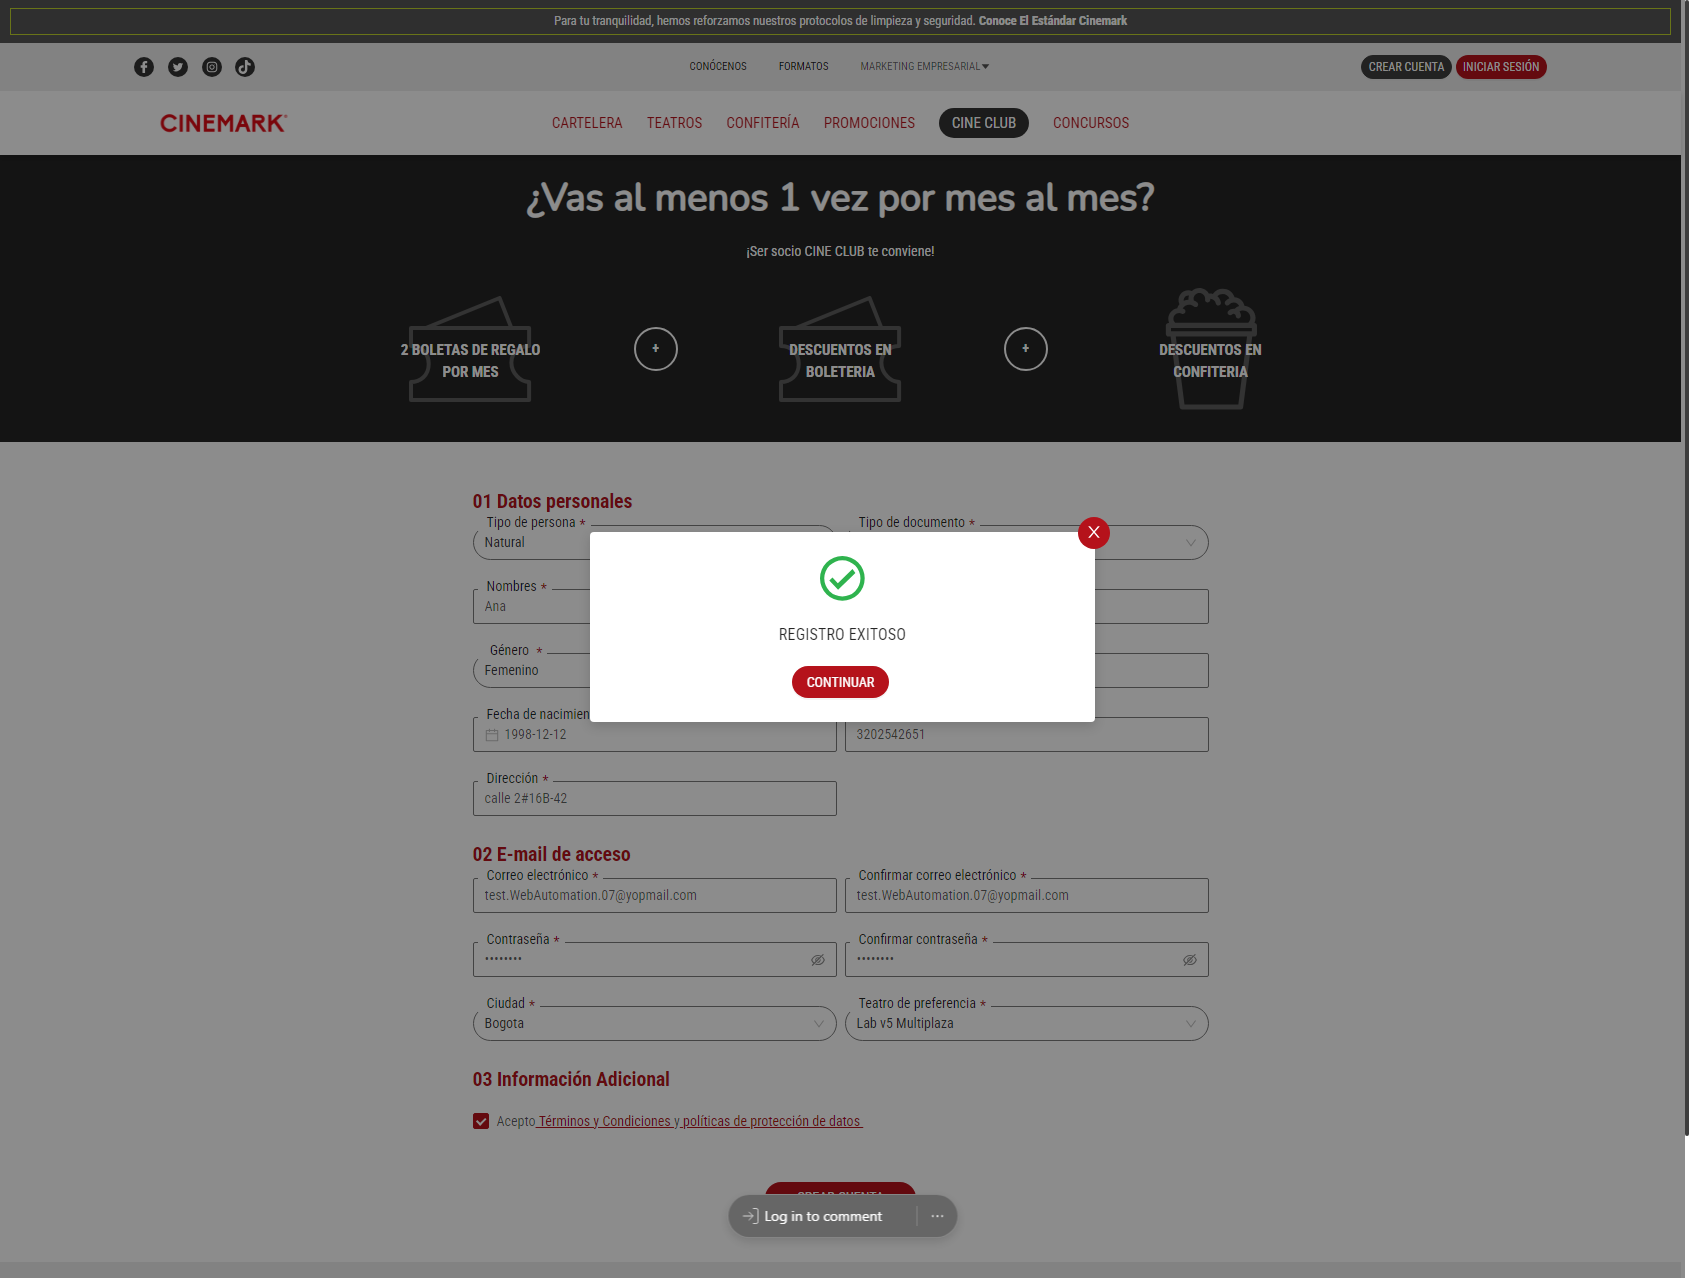 Para tu tranquilidad, hemos reforzamos nuestros protocolos de limpieza y seguridad. Conoce El Estándar Cinemark
CONÓCENOS FORMATOS MARKETING EMPRESARIAL CREAR CUENTA INICIAR SESIÓN
CINEMARK CARTELERA TEATROS CONFITERÍA PROMOCIONES CINE CLUB CONCURSOS
¿Vas al menos 1 vez por mes al mes?
¡Ser socio CINE CLUB te conviene!
2 BOLETAS DE REGALO
POR MES
+
DESCUENTOS EN
BOLETERIA
+
DESCUENTOS EN
CONFITERIA
01 Datos personales
Tipo de persona *
Natural
Tipo de documento *
X
REGISTRO EXITOSO
CONTINUAR
Nombres *
Ana
Género *
Femenino
Fecha de nacimien
1998-12-12
3202542651
Dirección *
calle 2#16B-42
02 E-mail de acceso
Correo electrónico *
test.WebAutomation.07@yopmail.com
Confirmar correo electrónico *
test.WebAutomation.07@yopmail.com
Contraseña *
••••••••
Confirmar contraseña *
••••••••
Ciudad *
Bogota
Teatro de preferencia *
Lab v5 Multiplaza
03 Información Adicional
Acepto Términos y Condiciones y políticas de protección de datos
CREAR CUENTA
Log in to comment